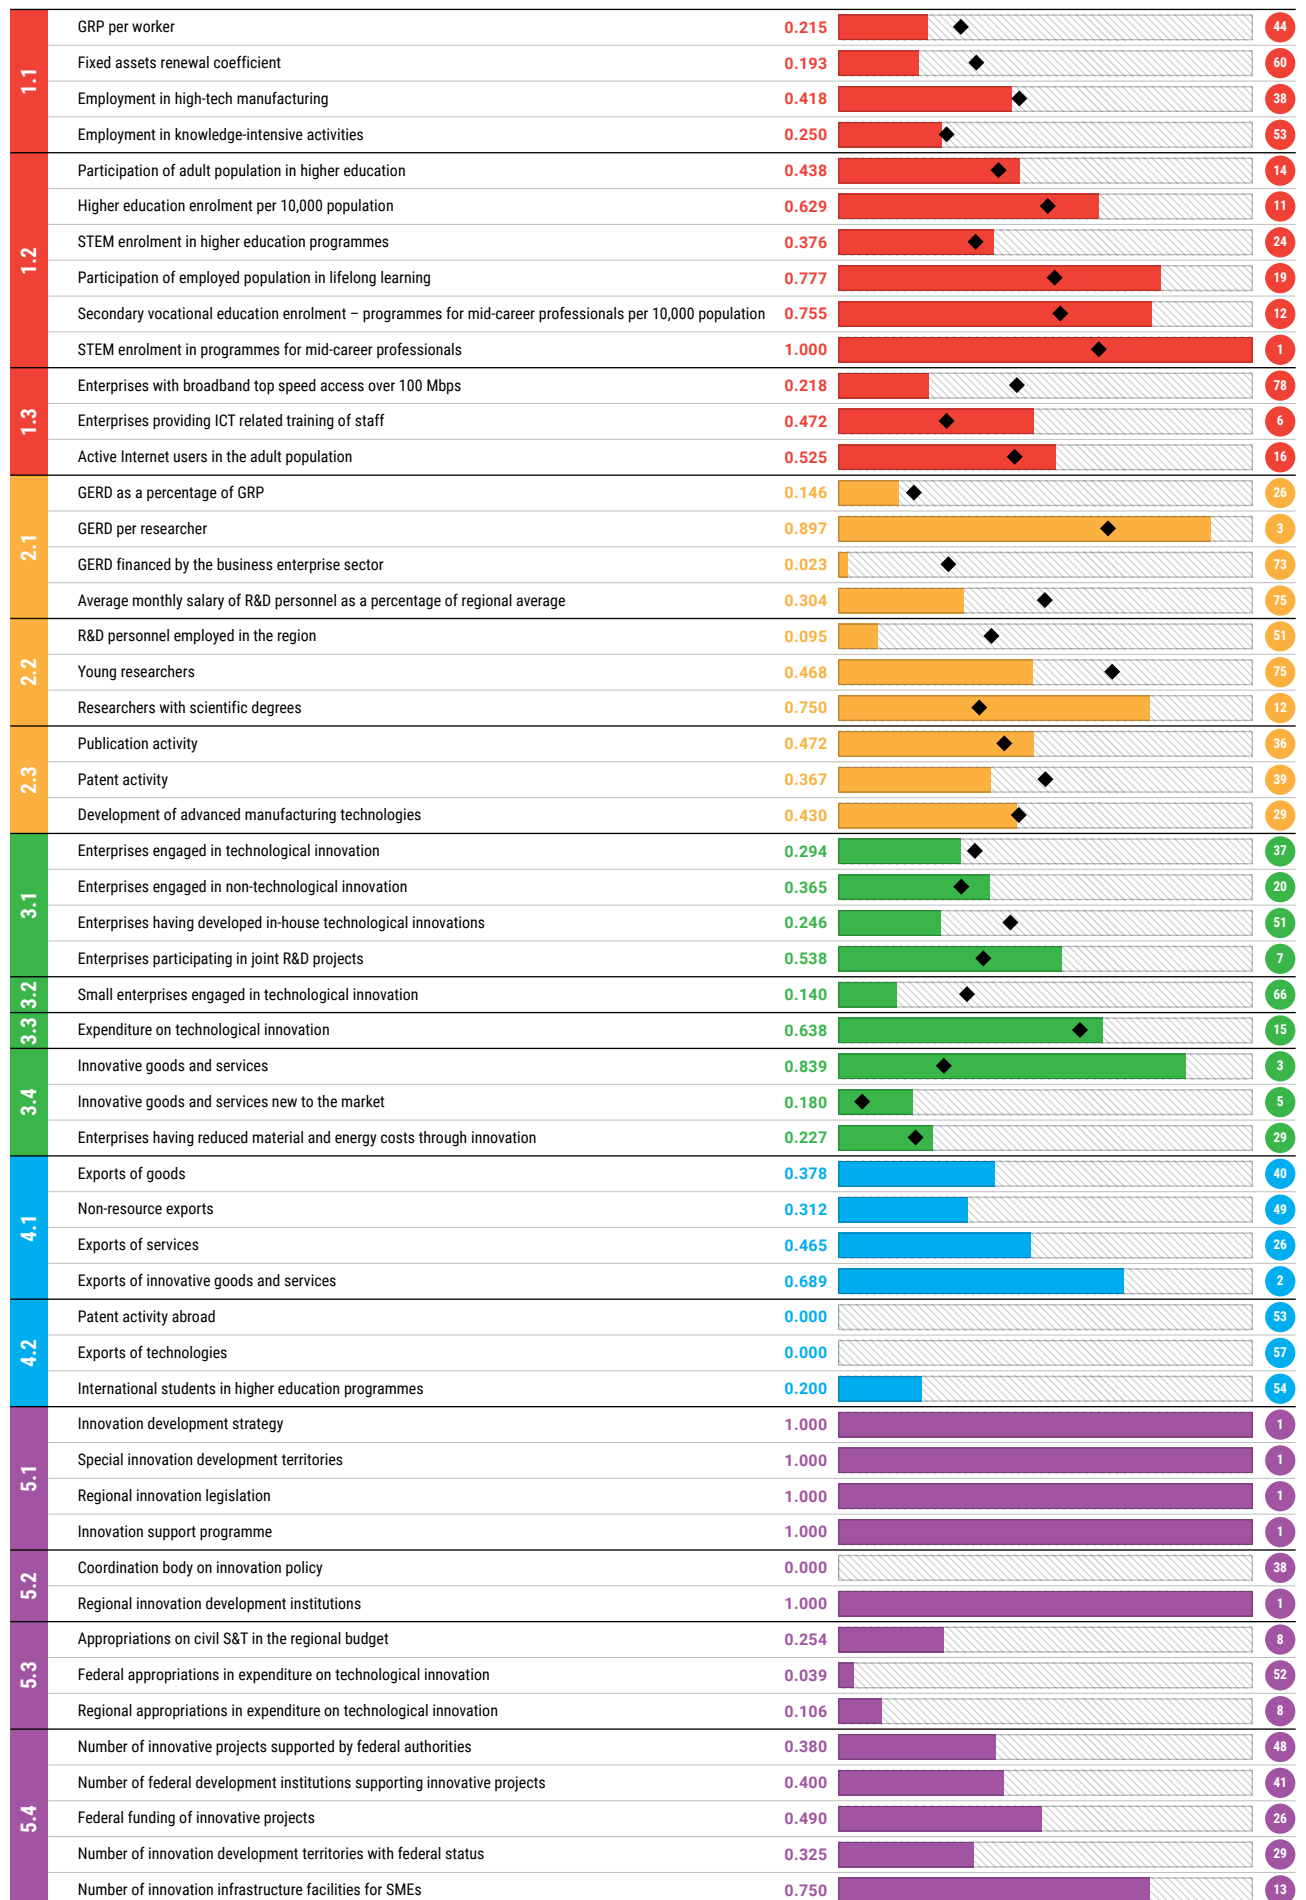 1.1
GRP per worker 0.215 44
Fixed assets renewal coefficient 0.193 60
Employment in high-tech manufacturing 0.418 38
Employment in knowledge-intensive activities 0.250 53
1.2
Participation of adult population in higher education 0.438 14
Higher education enrolment per 10,000 population 0.629 11
STEM enrolment in higher education programmes 0.376 24
Participation of employed population in lifelong learning 0.777 19
Secondary vocational education enrolment – programmes for mid-career professionals per 10,000 population 0.755 12
STEM enrolment in programmes for mid-career professionals 1.000 1
1.3
Enterprises with broadband top speed access over 100 Mbps 0.218 78
Enterprises providing ICT related training of staff 0.472 6
Active Internet users in the adult population 0.525 16
2.1
GERD as a percentage of GRP 0.146 26
GERD per researcher 0.897 3
GERD financed by the business enterprise sector 0.023 73
Average monthly salary of R&D personnel as a percentage of regional average 0.304 75
2.2
R&D personnel employed in the region 0.095 51
Young researchers 0.468 75
Researchers with scientific degrees 0.750 12
2.3
Publication activity 0.472 36
Patent activity 0.367 39
Development of advanced manufacturing technologies 0.430 29
3.1
Enterprises engaged in technological innovation 0.294 37
Enterprises engaged in non-technological innovation 0.365 20
Enterprises having developed in-house technological innovations 0.246 51
Enterprises participating in joint R&D projects 0.538 7
3.2
Small enterprises engaged in technological innovation 0.140 66
3.3
Expenditure on technological innovation 0.638 15
3.4
Innovative goods and services 0.839 3
Innovative goods and services new to the market 0.180 5
Enterprises having reduced material and energy costs through innovation 0.227 29
4.1
Exports of goods 0.378 40
Non-resource exports 0.312 49
Exports of services 0.465 26
Exports of innovative goods and services 0.689 2
4.2
Patent activity abroad 0.000 53
Exports of technologies 0.000 57
International students in higher education programmes 0.200 54
5.1
Innovation development strategy 1.000 1
Special innovation development territories 1.000 1
Regional innovation legislation 1.000 1
Innovation support programme 1.000 1
5.2
Coordination body on innovation policy 0.000 38
Regional innovation development institutions 1.000 1
5.3
Appropriations on civil S&T in the regional budget 0.254 8
Federal appropriations in expenditure on technological innovation 0.039 52
Regional appropriations in expenditure on technological innovation 0.106 8
5.4
Number of innovative projects supported by federal authorities 0.380 48
Number of federal development institutions supporting innovative projects 0.400 41
Federal funding of innovative projects 0.490 26
Number of innovation development territories with federal status 0.325 29
Number of innovation infrastructure facilities for SMEs 0.750 13